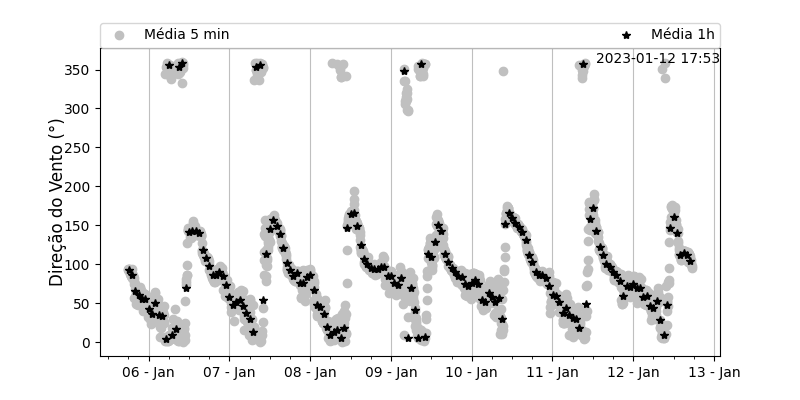 Média 5 min
Média 1h
2023-01-12 17:53
Direção do Vento (°)
350
300
250
200
150
100
50
0
06 - Jan
07 - Jan
08 - Jan
09 - Jan
10 - Jan
11 - Jan
12 - Jan
13 - Jan